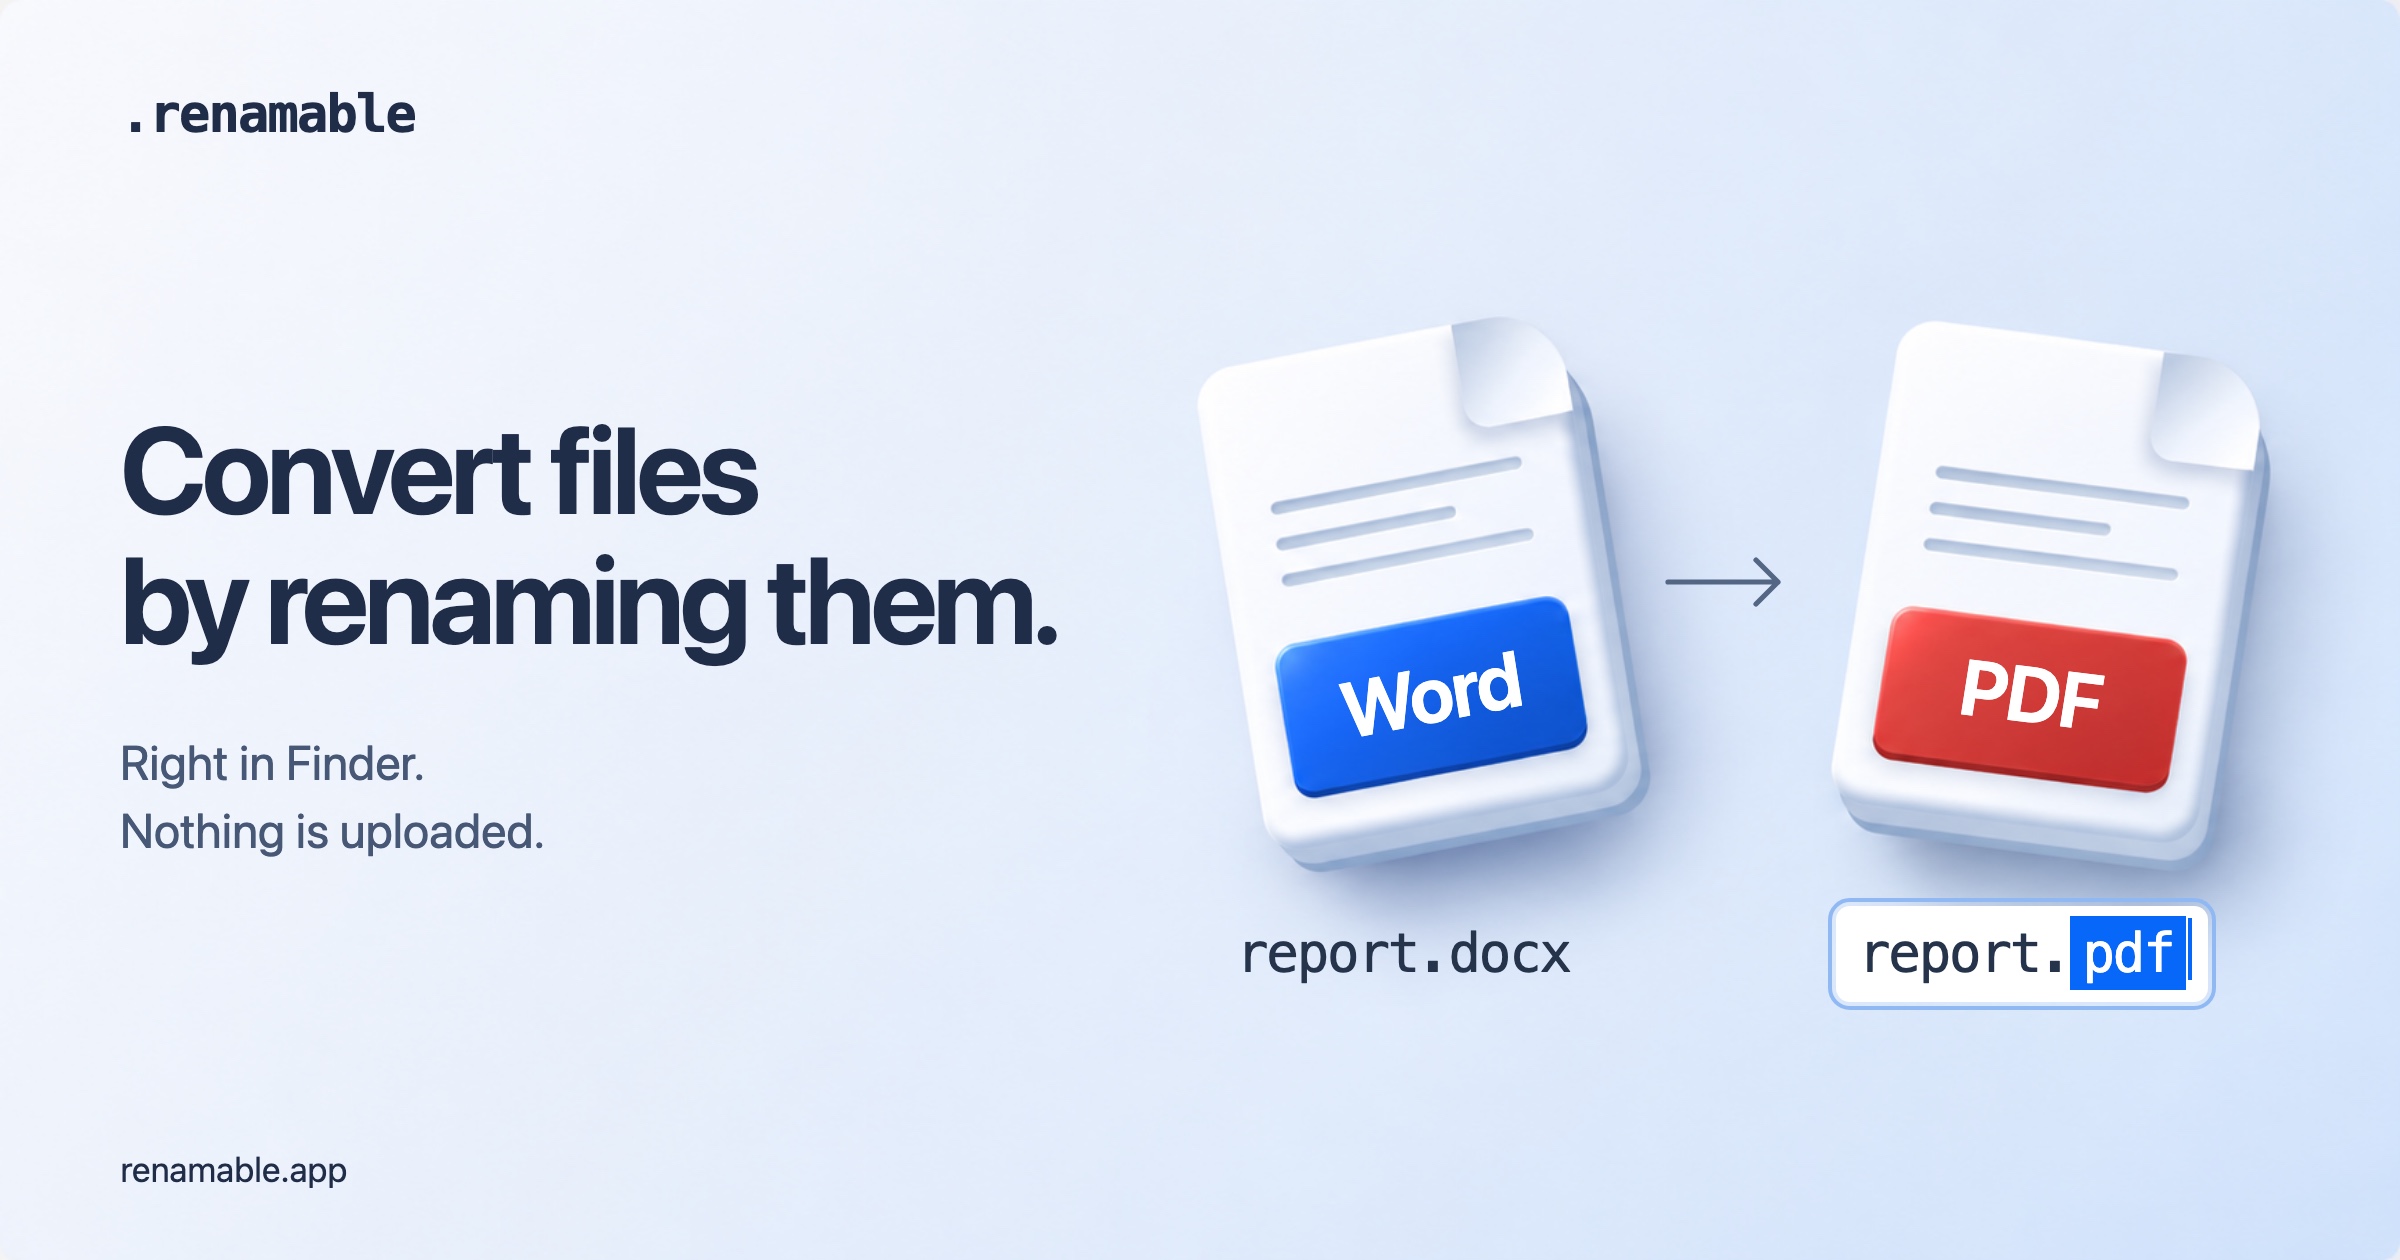 .renamable
Convert files
by renaming them.
Right in Finder.
Nothing is uploaded.
Word
PDF
report.docx
report.pdf
renamable.app